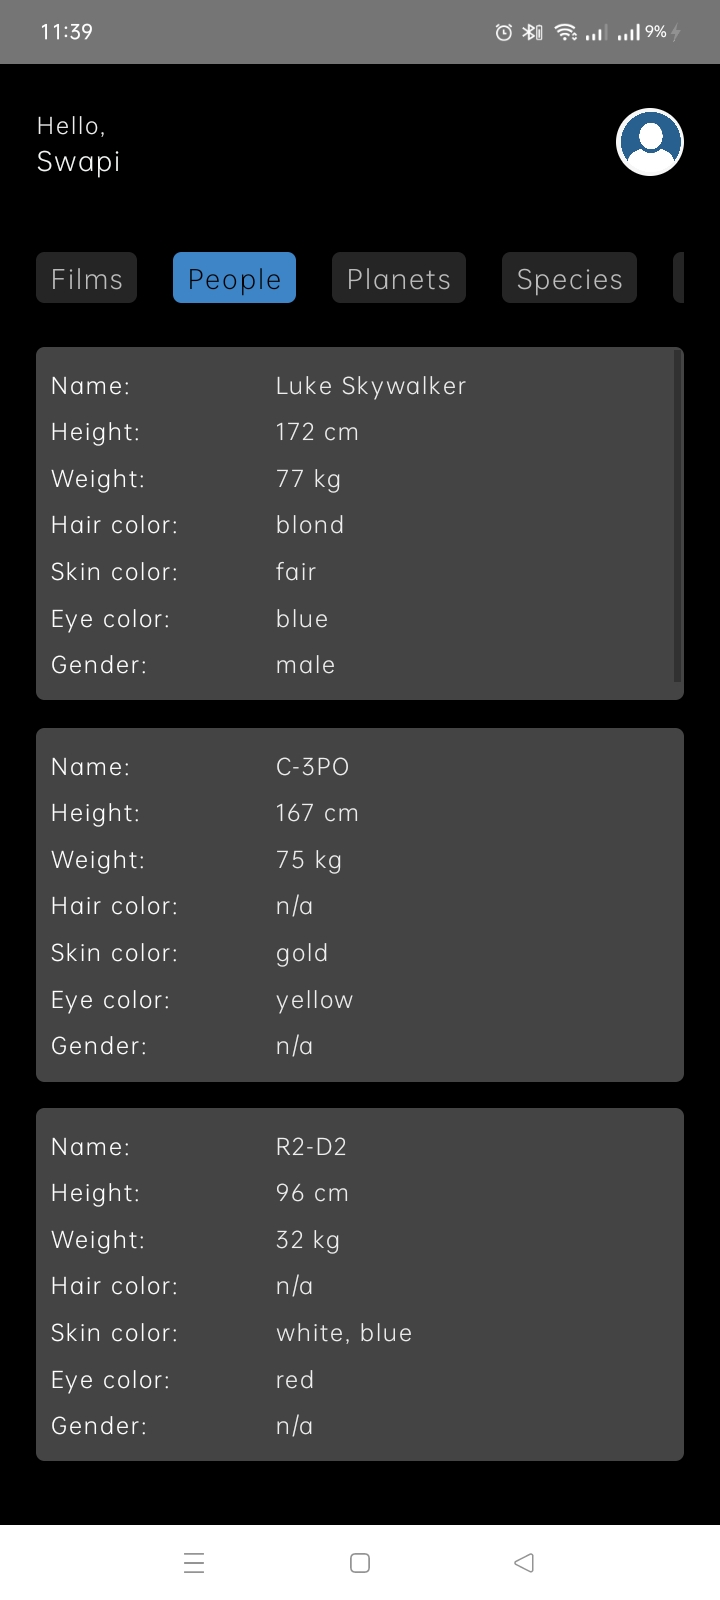 11:39 9%
Hello,
Swapi
Films People Planets Species
Name: Luke Skywalker
Height: 172 cm
Weight: 77 kg
Hair color: blond
Skin color: fair
Eye color: blue
Gender: male
Name: C-3PO
Height: 167 cm
Weight: 75 kg
Hair color: n/a
Skin color: gold
Eye color: yellow
Gender: n/a
Name: R2-D2
Height: 96 cm
Weight: 32 kg
Hair color: n/a
Skin color: white, blue
Eye color: red
Gender: n/a